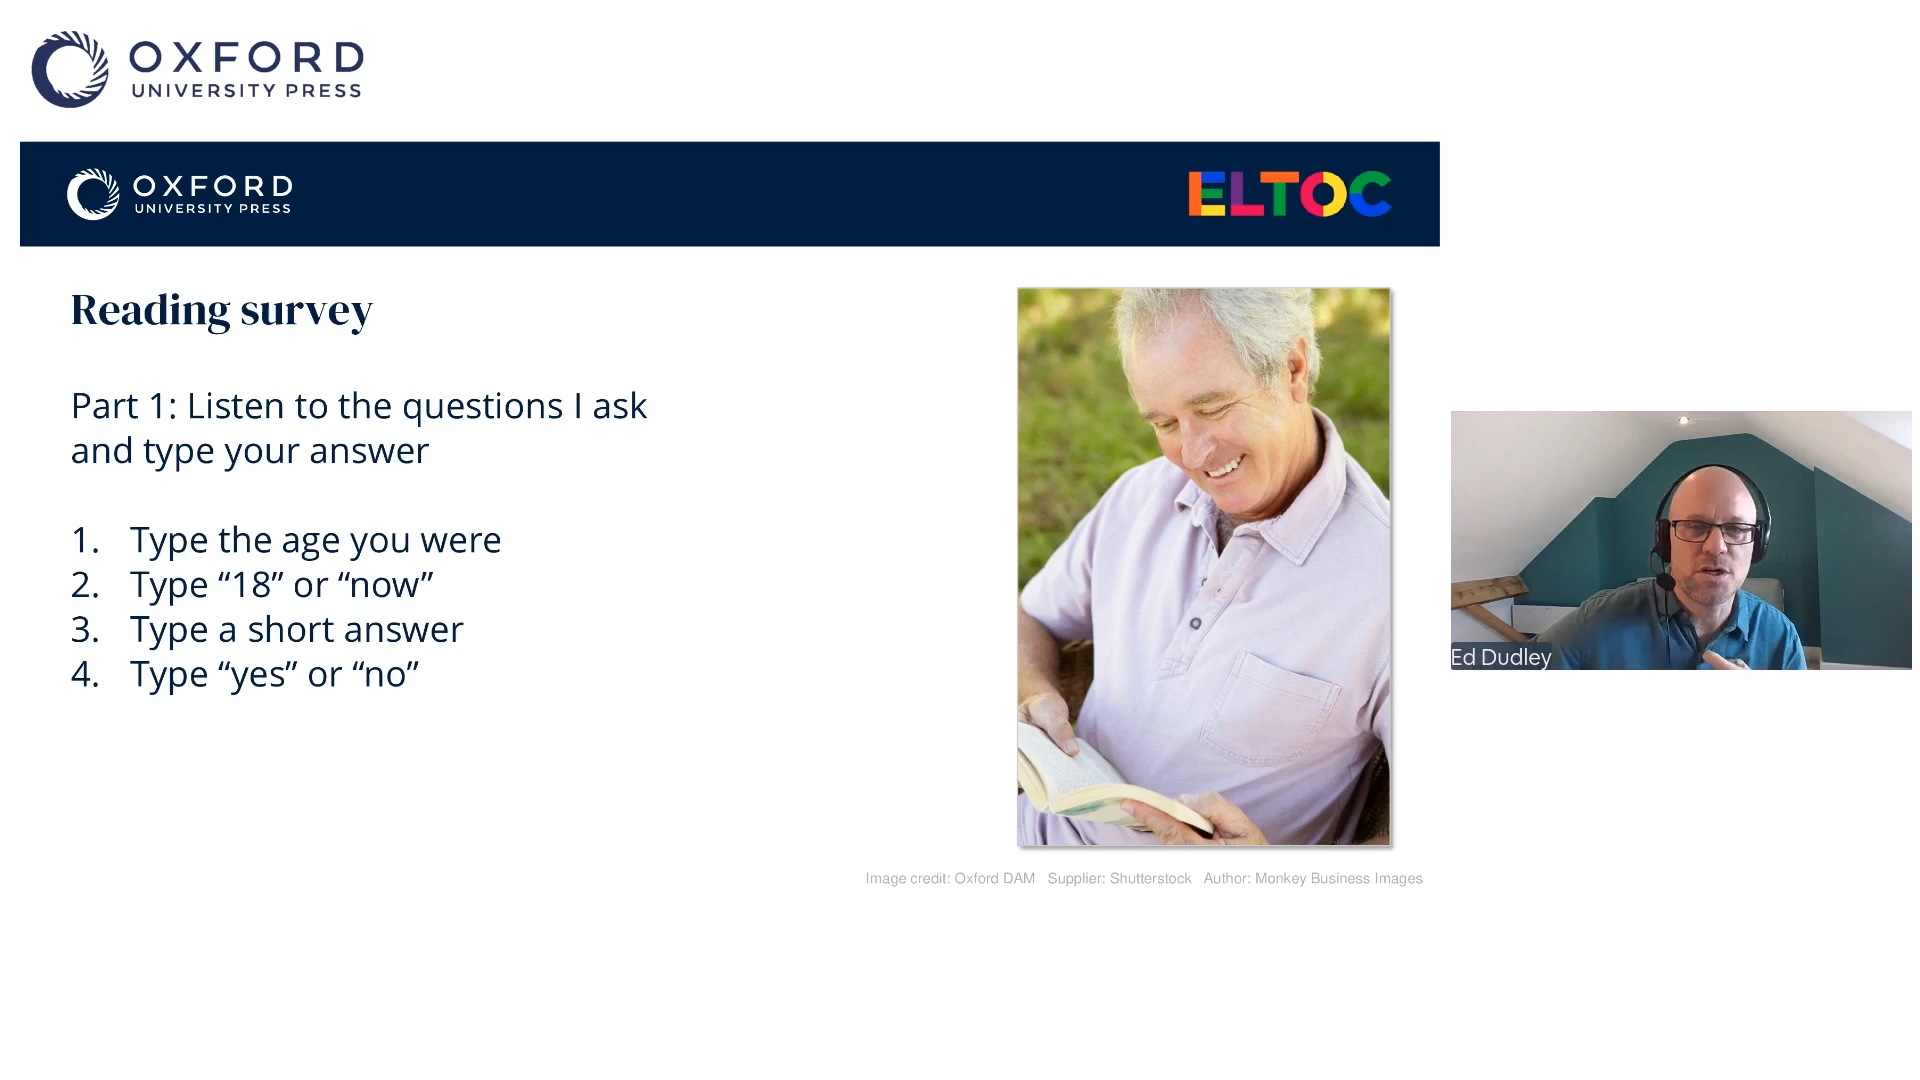 OXFORD
UNIVERSITY PRESS
OXFORD
UNIVERSITY PRESS
ELTOC
Reading survey
Part 1: Listen to the questions I ask
and type your answer
1. Type the age you were
2. Type “18” or “now”
3. Type a short answer
4. Type “yes” or “no”
Ed Dudley
Image credit: Oxford DAM Supplier: Shutterstock Author: Monkey Business Images